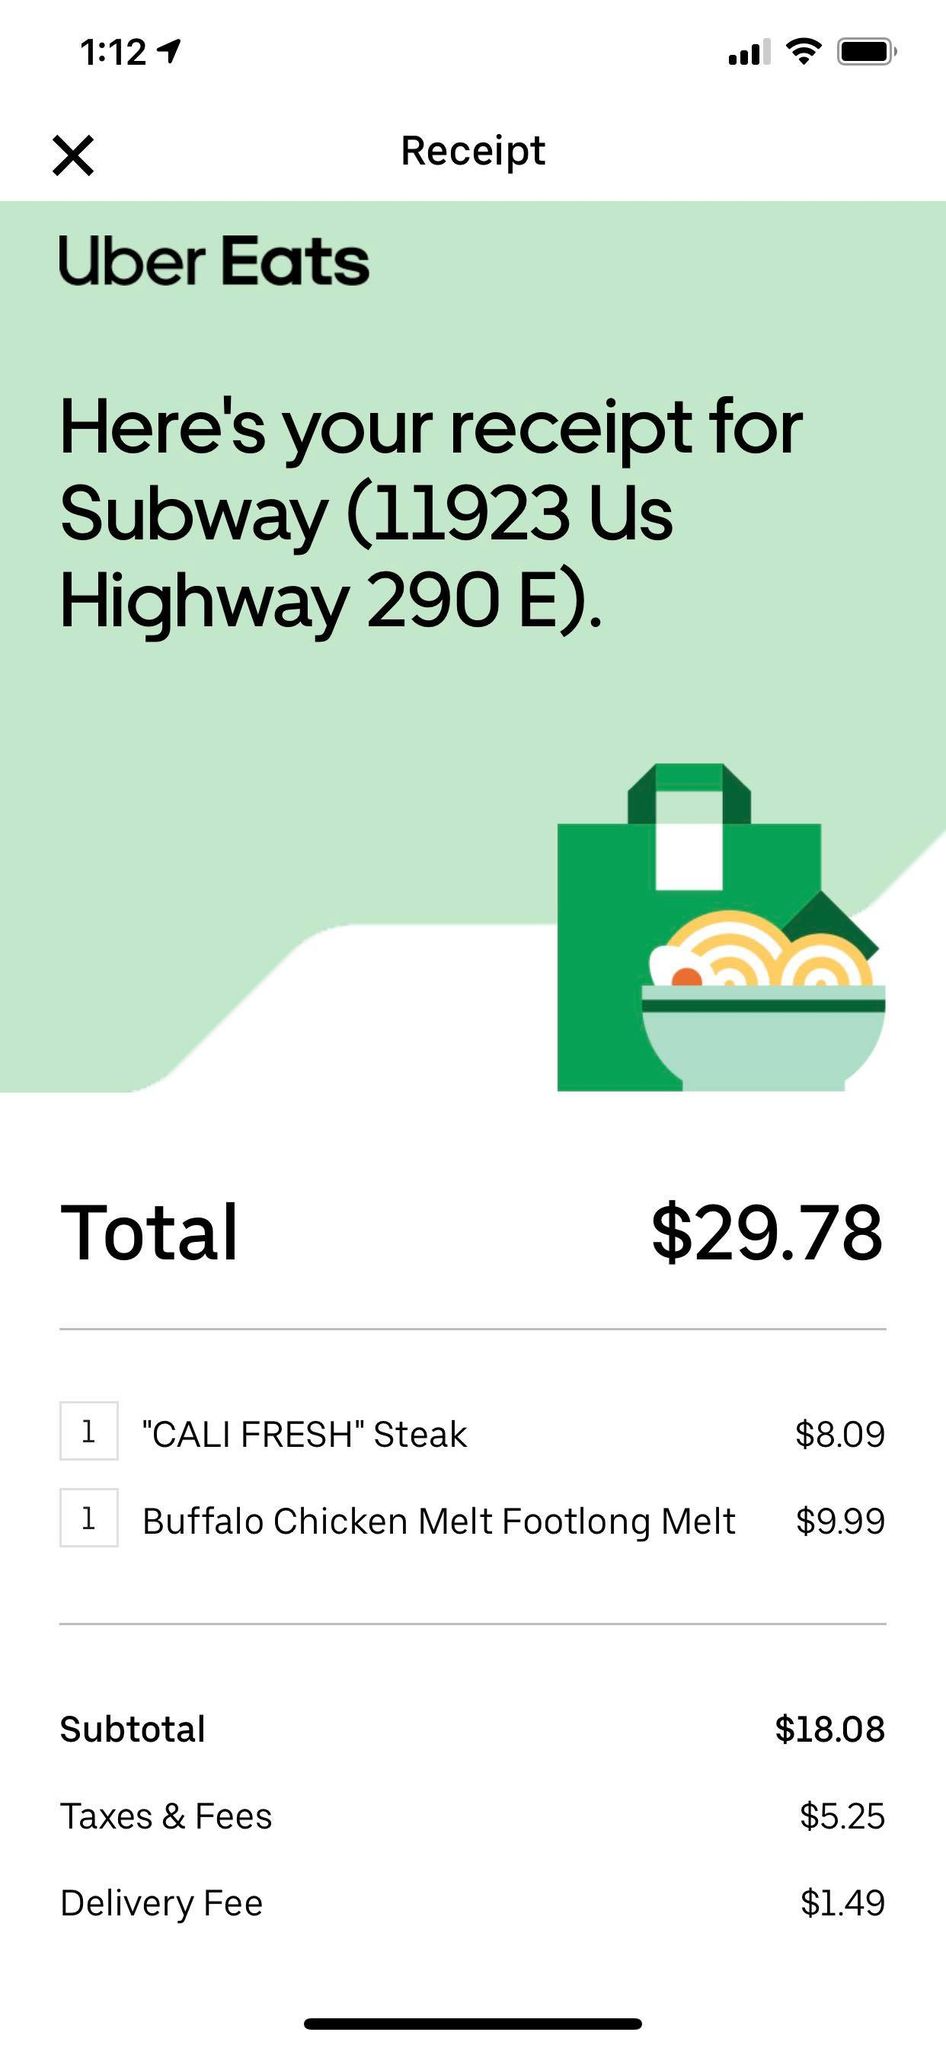 1:12
Receipt
Uber Eats
Here's your receipt for
Subway (11923 Us
Highway 290 E).
Total $29.78
1 "CALI FRESH" Steak $8.09
1 Buffalo Chicken Melt Footlong Melt $9.99
Subtotal $18.08
Taxes & Fees $5.25
Delivery Fee $1.49